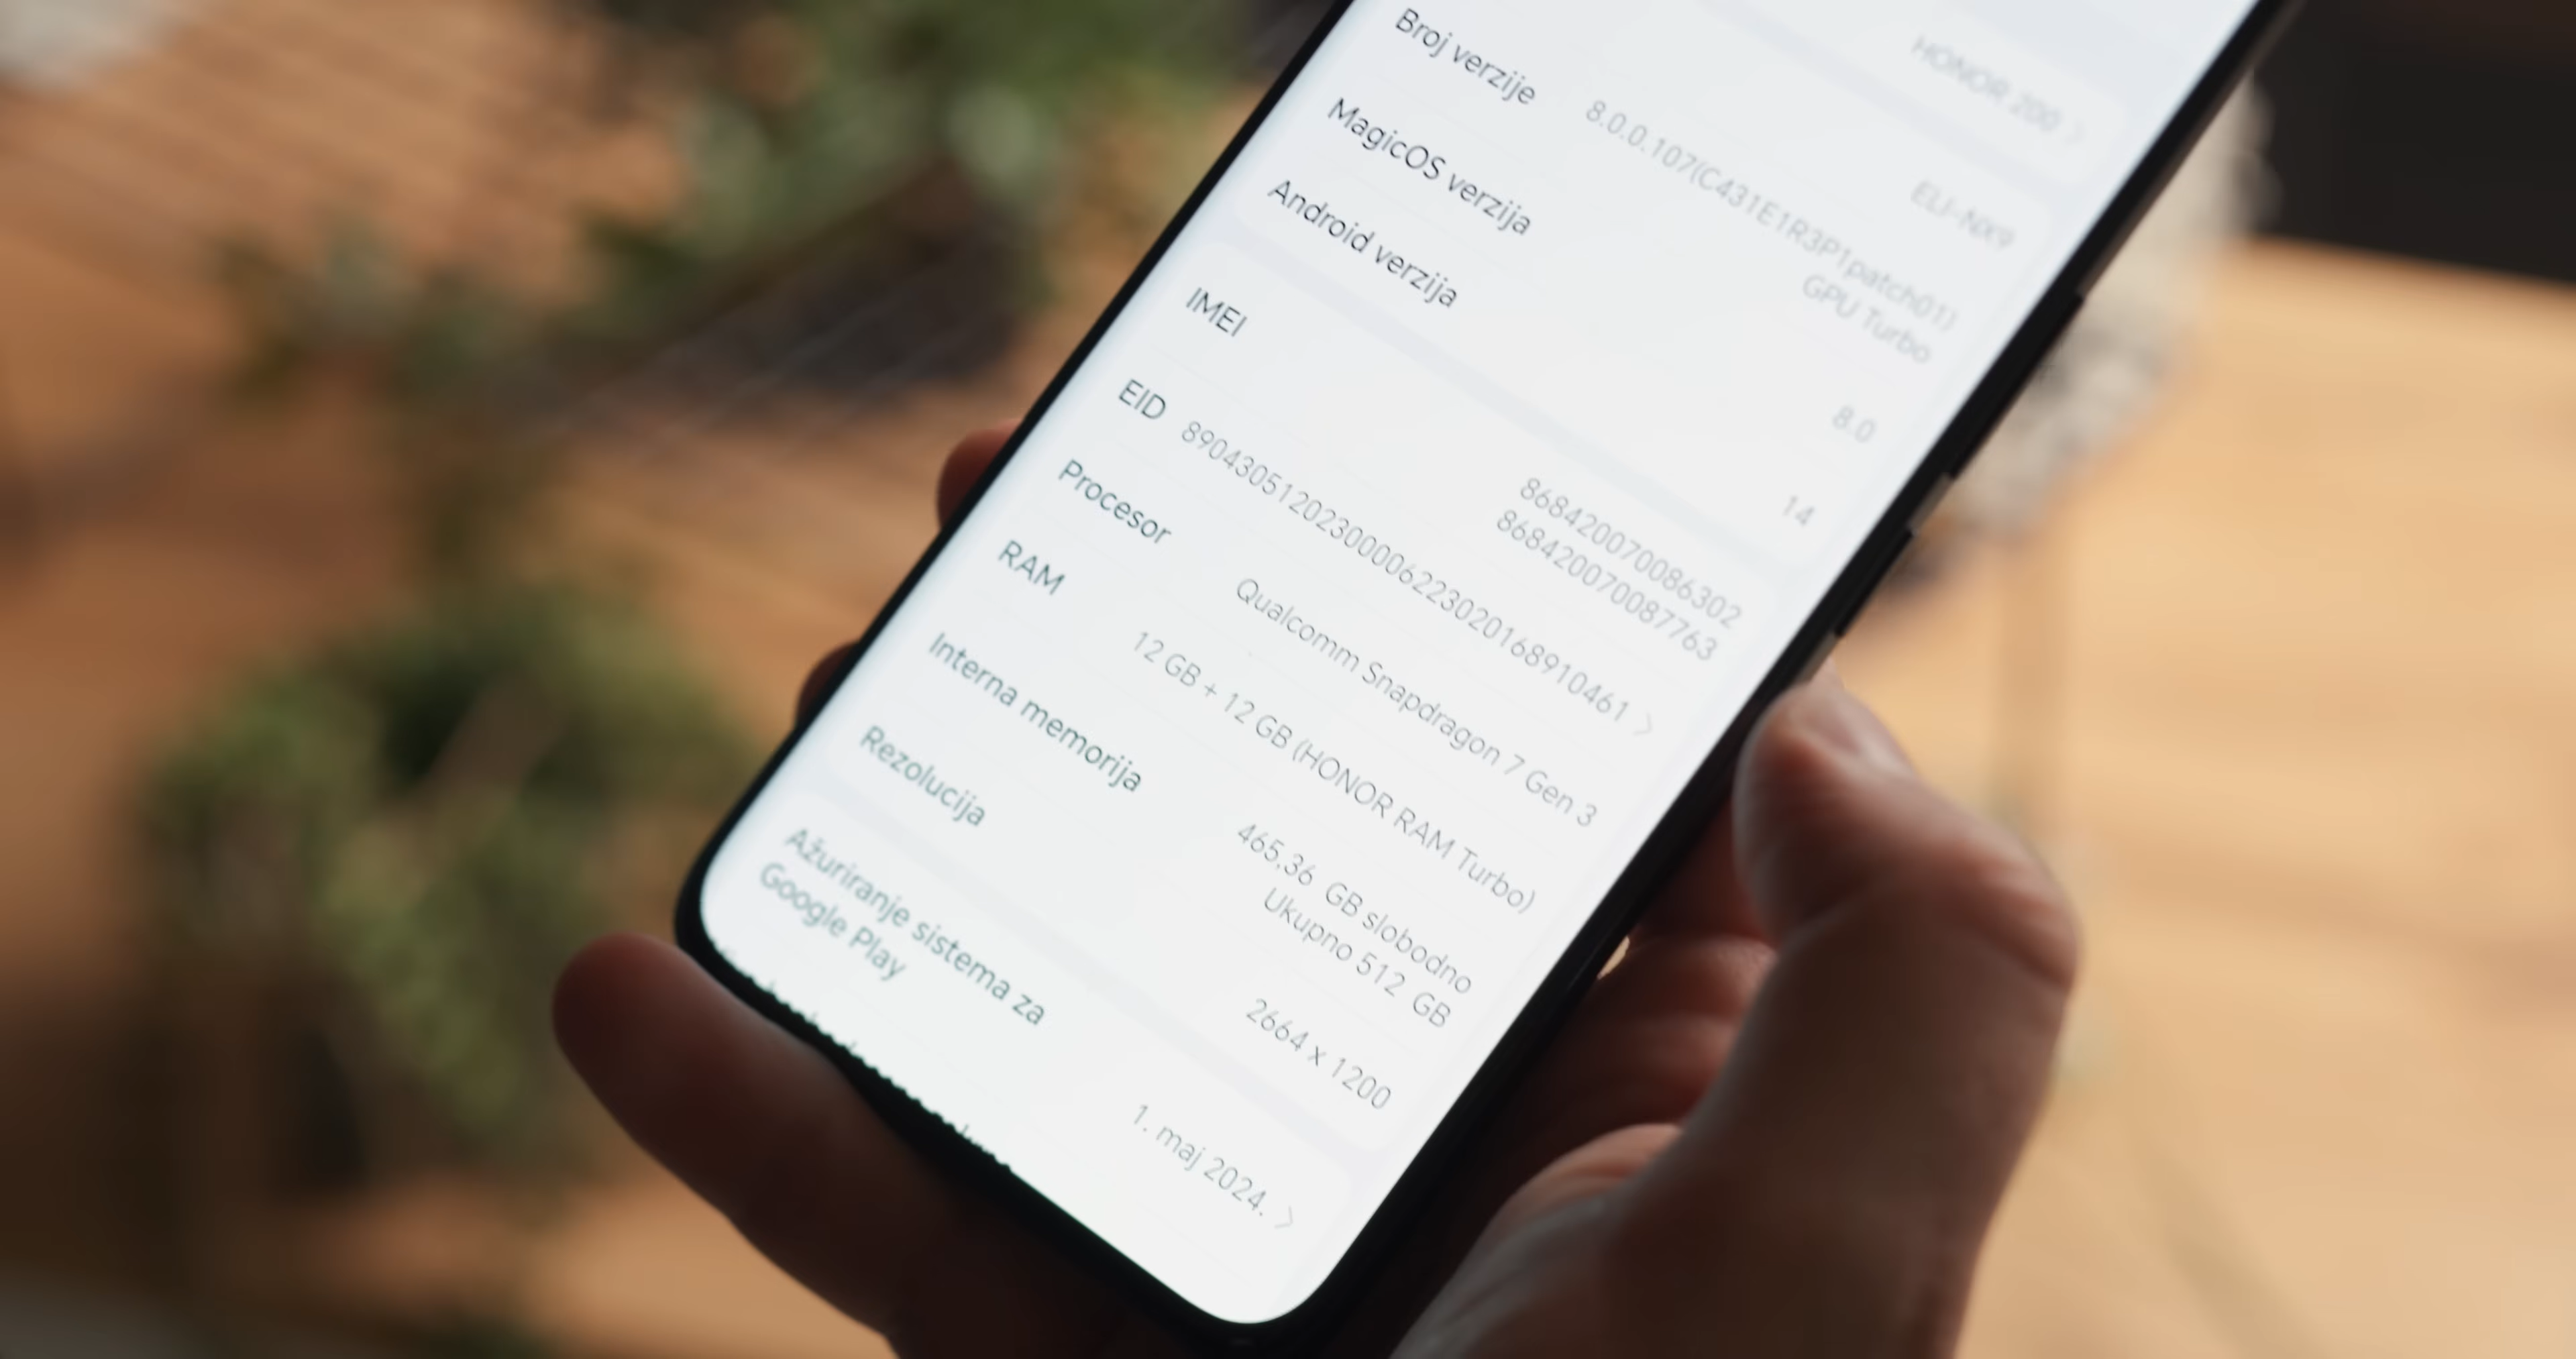 HONOR 200
ELI-NX9
Broj verzije 8.0.0.107(C431E1R3P1patch01)
GPU Turbo
MagicOS verzija 8.0
Android verzija 14
IMEI 868420070086302
868420070087763
EID 89043051202300006223020168910461
Procesor Qualcomm Snapdragon 7 Gen 3
RAM 12 GB + 12 GB (HONOR RAM Turbo)
Interna memorija 465.36 GB slobodno
Ukupno 512 GB
Rezolucija 2664 x 1200
Ažuriranje sistema za
Google Play 1. maj 2024.